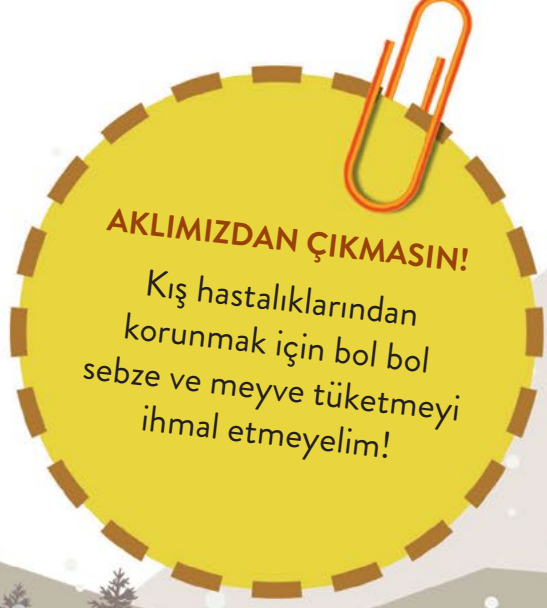 AKLIMIZDAN ÇIKMASIN!
Kış hastalıklarından
korunmak için bol bol
sebze ve meyve tüketmeyi
ihmal etmeyelim!